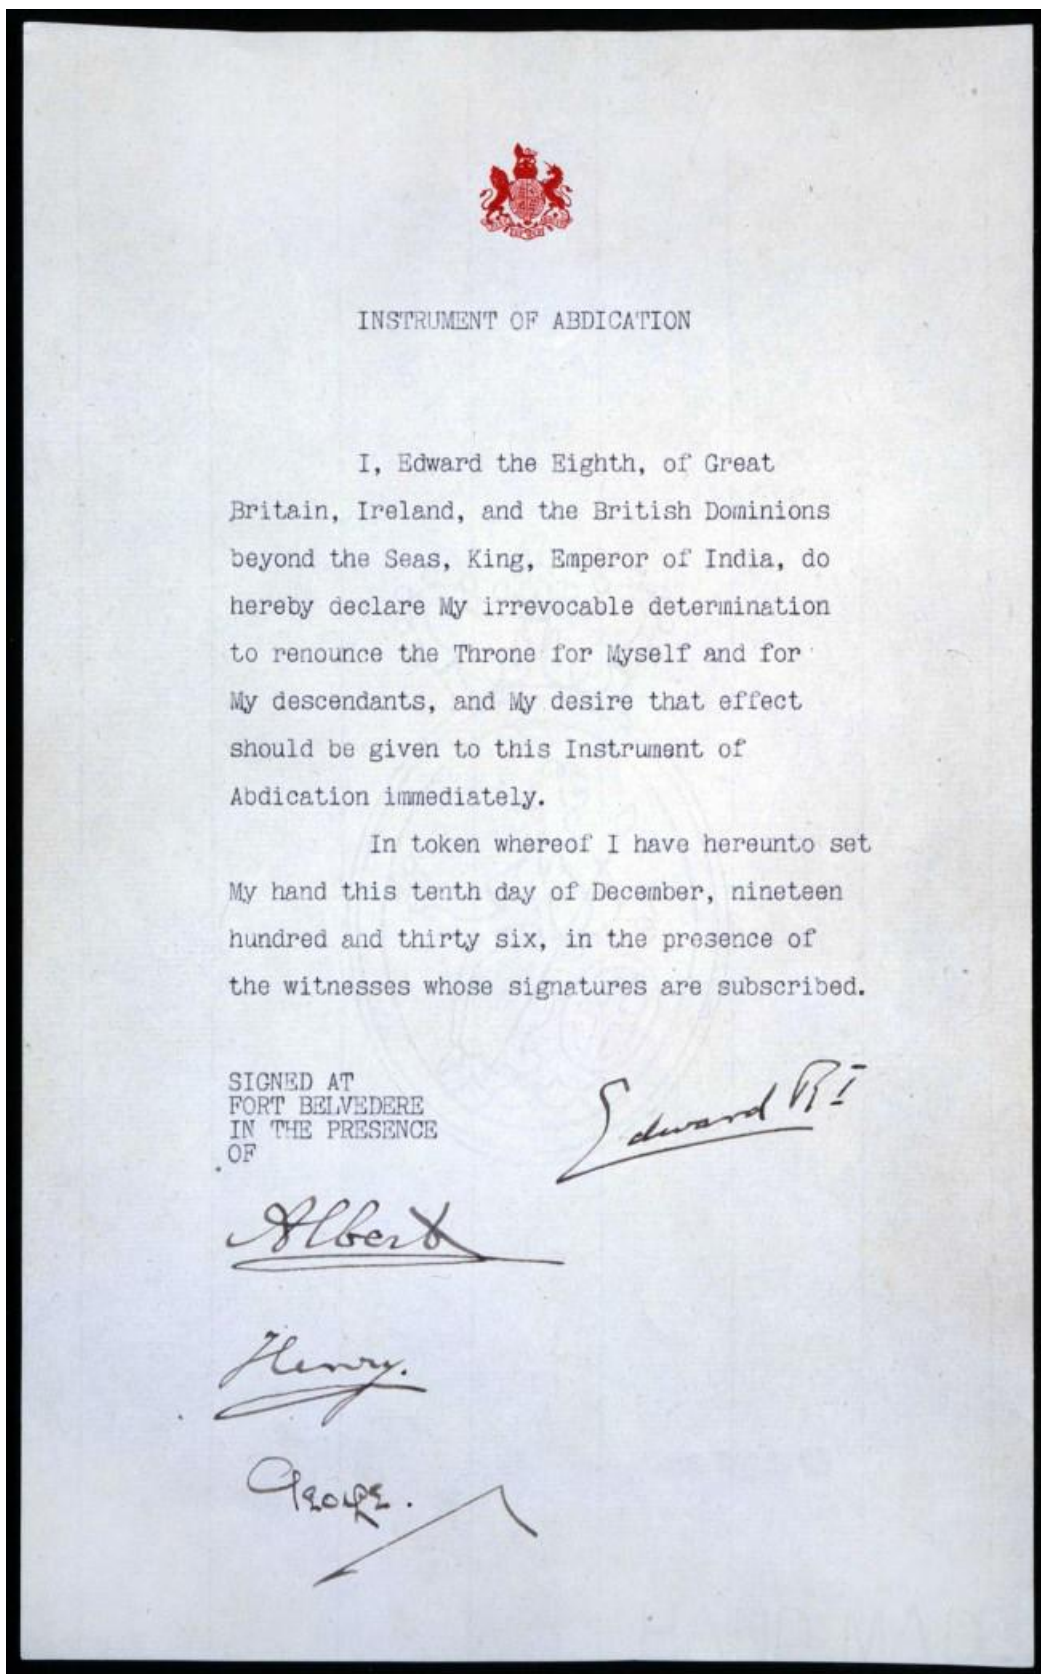 INSTRUMENT OF ABDICATION
I, Edward the Eighth, of Great
Britain, Ireland, and the British Dominions
beyond the Seas, King, Emperor of India, do
hereby declare My irrevocable determination
to renounce the Throne for Myself and for
My descendants, and My desire that effect
should be given to this Instrument of
Abdication immediately.
In token whereof I have hereunto set
My hand this tenth day of December, nineteen
hundred and thirty six, in the presence of
the witnesses whose signatures are subscribed.
SIGNED AT
FORT BELVEDERE
IN THE PRESENCE
OF
Edward RI
Albert
Henry.
George.